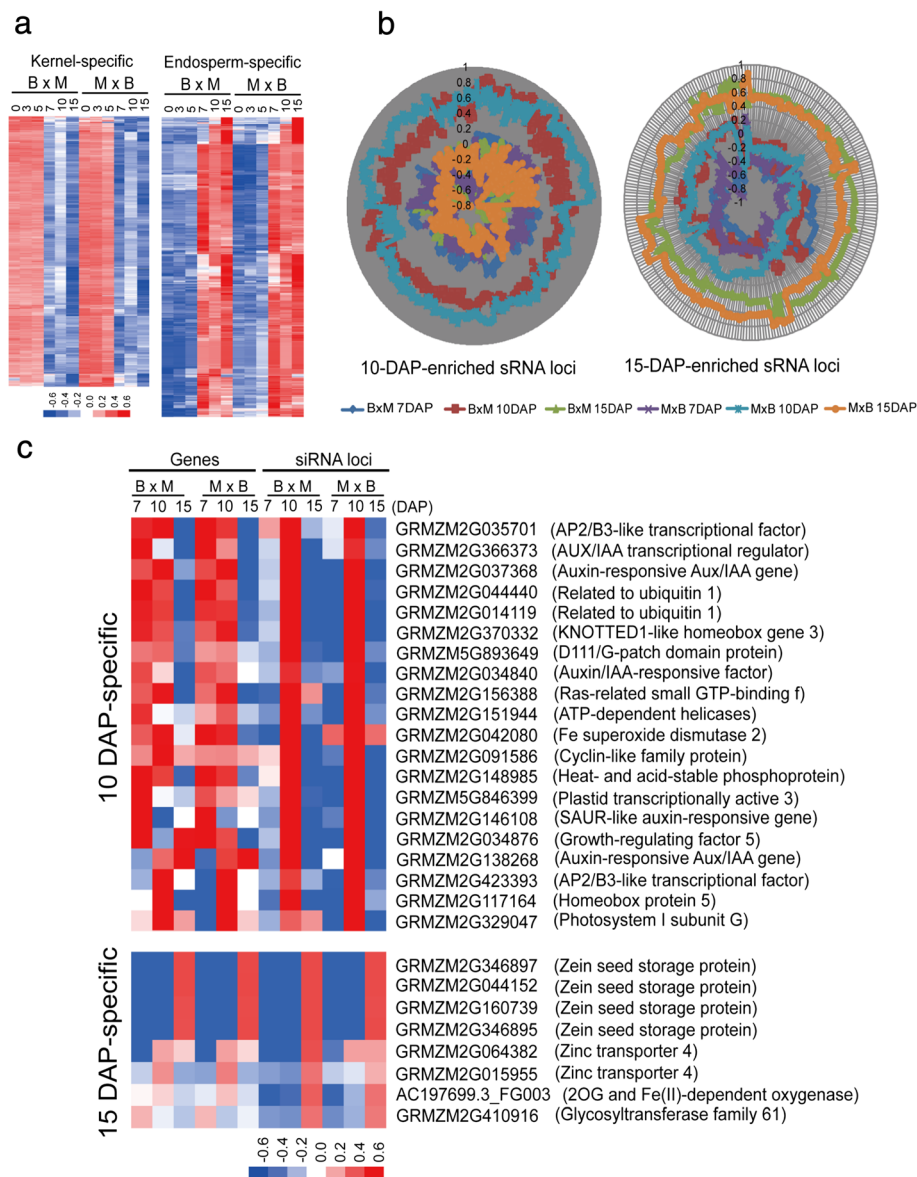 a
Kernel-specific
B x M
M x B
0 3 5 7 10 15 0 3 5 7 10 15
-0.6 -0.4 -0.2 0.0 0.2 0.4 0.6
Endosperm-specific
B x M
M x B
0 3 5 7 10 15 0 3 5 7 10 15
b
1
0.8
0.6
0.4
0.2
0
-0.2
-0.4
-0.6
-0.8
10-DAP-enriched sRNA loci
1
0.8
0.6
0.4
0.2
0
-0.2
-0.4
-0.6
-0.8
-1
15-DAP-enriched sRNA loci
BxM 7DAP BxM 10DAP BxM 15DAP MxB 7DAP MxB 10DAP MxB 15DAP
c
Genes siRNA loci
B x M M x B B x M M x B
7 10 15 7 10 15 7 10 15 7 10 15 (DAP)
10 DAP-specific
GRMZM2G035701 (AP2/B3-like transcriptional factor)
GRMZM2G366373 (AUX/IAA transcriptional regulator)
GRMZM2G037368 (Auxin-responsive Aux/IAA gene)
GRMZM2G044440 (Related to ubiquitin 1)
GRMZM2G014119 (Related to ubiquitin 1)
GRMZM2G370332 (KNOTTED1-like homeobox gene 3)
GRMZM5G893649 (D111/G-patch domain protein)
GRMZM2G034840 (Auxin/IAA-responsive factor)
GRMZM2G156388 (Ras-related small GTP-binding f)
GRMZM2G151944 (ATP-dependent helicases)
GRMZM2G042080 (Fe superoxide dismutase 2)
GRMZM2G091586 (Cyclin-like family protein)
GRMZM2G148985 (Heat- and acid-stable phosphoprotein)
GRMZM5G846399 (Plastid transcriptionally active 3)
GRMZM2G146108 (SAUR-like auxin-responsive gene)
GRMZM2G034876 (Growth-regulating factor 5)
GRMZM2G138268 (Auxin-responsive Aux/IAA gene)
GRMZM2G423393 (AP2/B3-like transcriptional factor)
GRMZM2G117164 (Homeobox protein 5)
GRMZM2G329047 (Photosystem I subunit G)
15 DAP-specific
GRMZM2G346897 (Zein seed storage protein)
GRMZM2G044152 (Zein seed storage protein)
GRMZM2G160739 (Zein seed storage protein)
GRMZM2G346895 (Zein seed storage protein)
GRMZM2G064382 (Zinc transporter 4)
GRMZM2G015955 (Zinc transporter 4)
AC197699.3_FG003 (2OG and Fe(II)-dependent oxygenase)
GRMZM2G410916 (Glycosyltransferase family 61)
-0.6 -0.4 -0.2 0.0 0.2 0.4 0.6